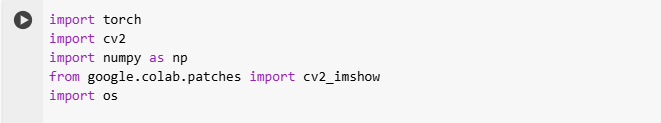 import torch
import cv2
import numpy as np
from google.colab.patches import cv2_imshow
import os